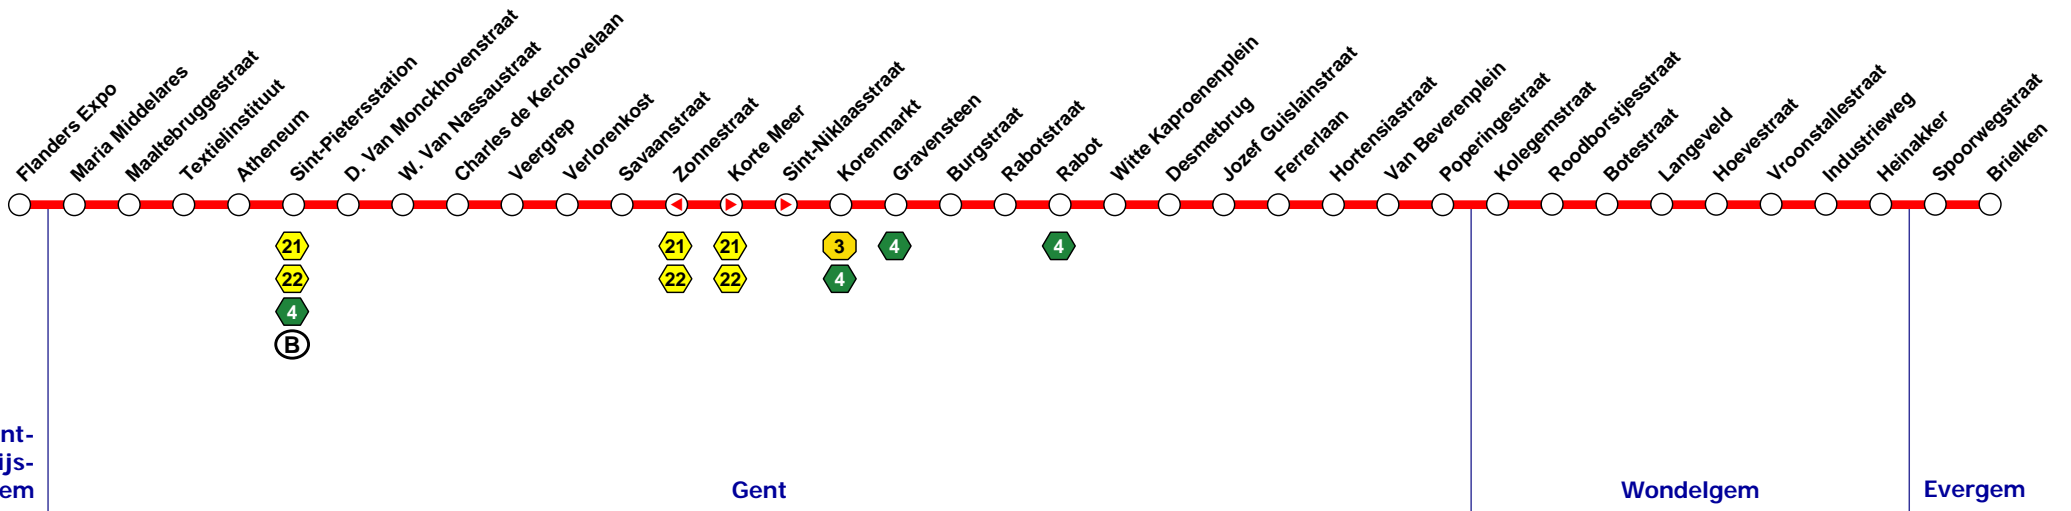 Flanders Expo
Maria Middelares
Maaltebruggestraat
Textielinstituut
Atheneum
Sint-Pietersstation
D. Van Monckhovenstraat
W. Van Nassaustraat
Charles de Kerchovelaan
Veergrep
Verlorenkost
Savaanstraat
Zonnestraat
Korte Meer
Sint-Niklaasstraat
Korenmarkt
Gravensteen
Burgstraat
Rabotstraat
Rabot
Witte Kaproenenplein
Desmetbrug
Jozef Guislainstraat
Ferrerlaan
Hortensiastraat
Van Beverenplein
Poperingestraat
Kolegemstraat
Roodborstjesstraat
Botestraat
Langeveld
Hoevestraat
Vroonstallestraat
Industrieweg
Heinakker
Spoorwegstraat
Brielken
21
22
4
B
21
22
21
22
3
4
4
4
nt-
ijs-
em
Gent
Wondelgem
Evergem